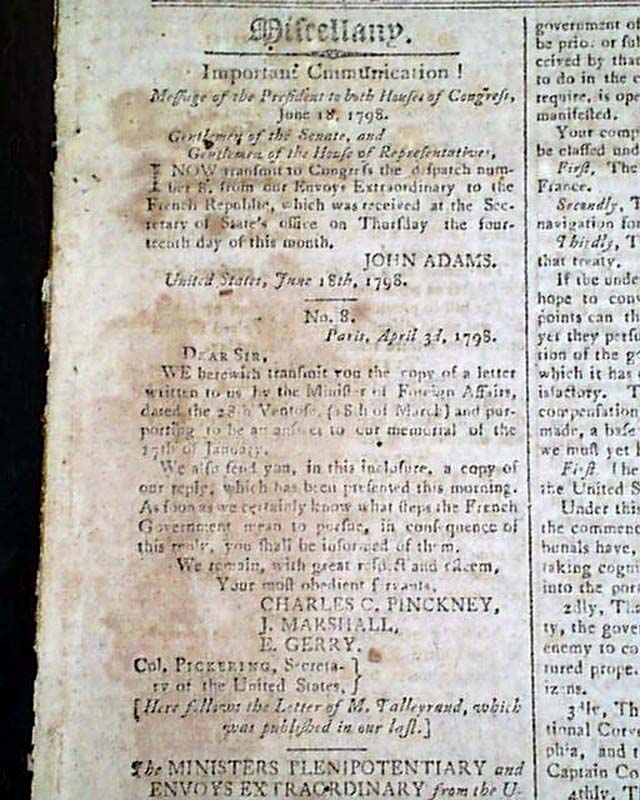 Miſcellany.
Important Communication !
Meſſage of the Preſident to both Houſes of Congreſs,
June 18, 1798.
Gentlemen of the Senate, and
Gentlemen of the Houſe of Repreſentatives,
I NOW tranſmit to Congreſs the diſpatch num-
ber 8. from our Envoys Extraordinary to the
French Republic, which was received at the Sec-
retary of State's office on Thurſday the four-
teenth day of this month.
JOHN ADAMS.
United States, June 18th, 1798.
No. 8.
Paris, April 3d, 1798.
DEAR SIR,
WE herewith tranſmit you the copy of a letter
written to us by the Miniſter of Foreign Affairs,
dated the 28th Ventoſe, (18th of March) and pur-
porting to be an anſwer to our memorial of the
17th of January.
We alſo ſend you, in this incloſure, a copy of
our reply, which has been preſented this morning.
As ſoon as we certainly know what ſteps the French
Government mean to purſue, in conſequence of
this reply, you ſhall be informed of them.
We remain, with great reſpect and eſteem,
Your moſt obedient ſervants,
CHARLES C. PINCKNEY,
J. MARSHALL,
E. GERRY.
Col. PICKERING, Secreta-
ry of the United States, }
[Here follows the Letter of M. Talleyrand, which
was publiſhed in our laſt.]
The MINISTERS PLENIPOTENTIARY and
ENVOYS EXTRAORDINARY from the U-
government of
be prior or ſu
ceived by tha
to do in the c
require, is ope
manifeſted.
Your comp
be claſſed und
Firſt, The
France.
Secondly, T
navigation for
Thirdly, T
that treaty.
If the unde
hope to con
points can th
yet they perſu
tion of the go
which it has
isfactory. T
compenſation
made, a baſe
we muſt yet
Firſt. The
the United S
Under this
the commenc
bunals have,
taking cogni
into the por
2dly, Th
ty, the gover
enemy to ca
tured prope
izens.
3dly, Th
tional Conv
phia, and
Captain Co
4thly, T